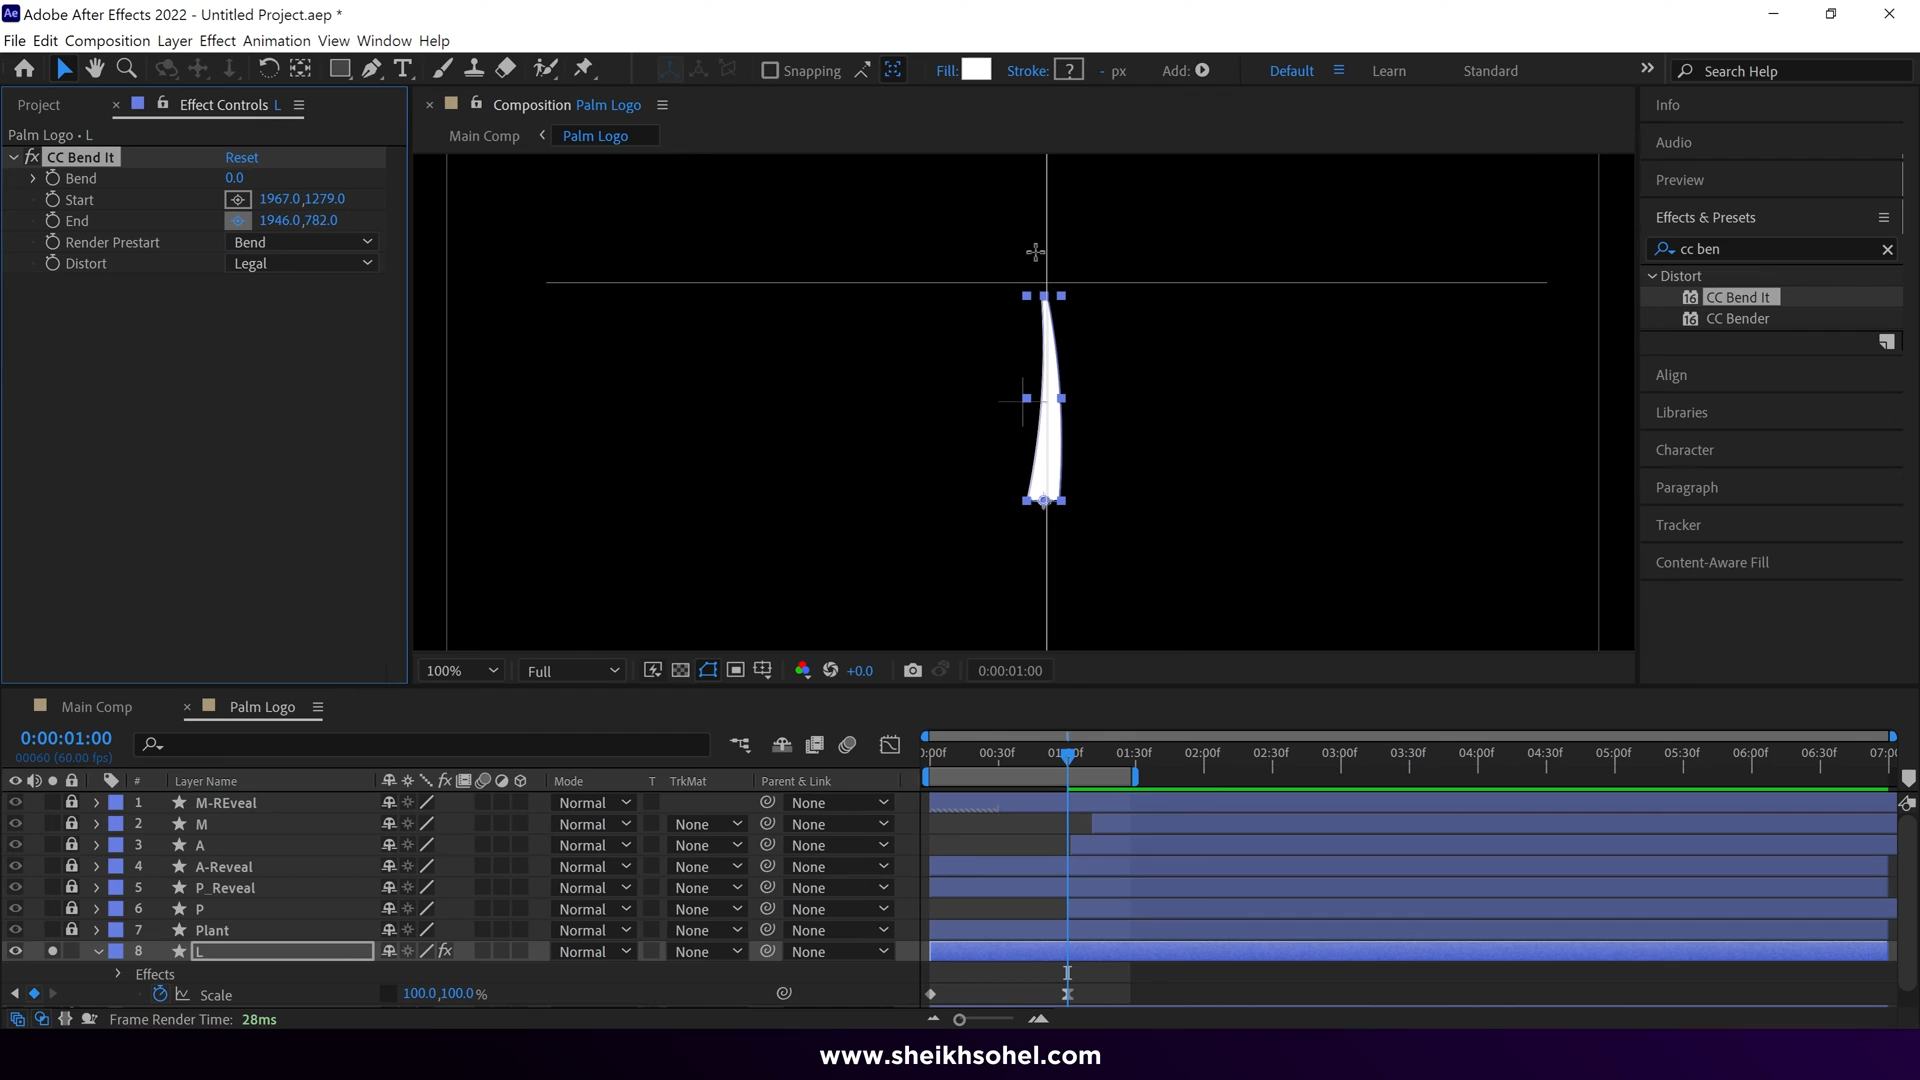 Adobe After Effects 2022 - Untitled Project.aep *
File Edit Composition Layer Effect Animation View Window Help
Snapping Fill: Stroke: ? - px Add: Default Learn Standard Search Help
Project Effect Controls L Composition Palm Logo Info
Palm Logo • L Main Comp Palm Logo Audio
fx CC Bend It Reset
Bend 0.0 Preview
Start 1967.0,1279.0
End 1946.0,782.0 Effects & Presets
Render Prestart Bend cc ben
Distort Legal Distort
CC Bend It
CC Bender
Align
Libraries
Character
Paragraph
Tracker
Content-Aware Fill
100% Full +0.0 0:00:01:00
Main Comp Palm Logo
0:00:01:00
00060 (60.00 fps)
:00f 00:30f 01:00f 01:30f 02:00f 02:30f 03:00f 03:30f 04:00f 04:30f 05:00f 05:30f 06:00f 06:30f 07:0
# Layer Name fx Mode T TrkMat Parent & Link
1 M-REveal Normal None
2 M Normal None None
3 A Normal None None
4 A-Reveal Normal None None
5 P_Reveal Normal None None
6 P Normal None None
7 Plant Normal None None
8 L fx Normal None None
Effects
Scale 100.0,100.0 %
Frame Render Time: 28ms
www.sheikhsohel.com